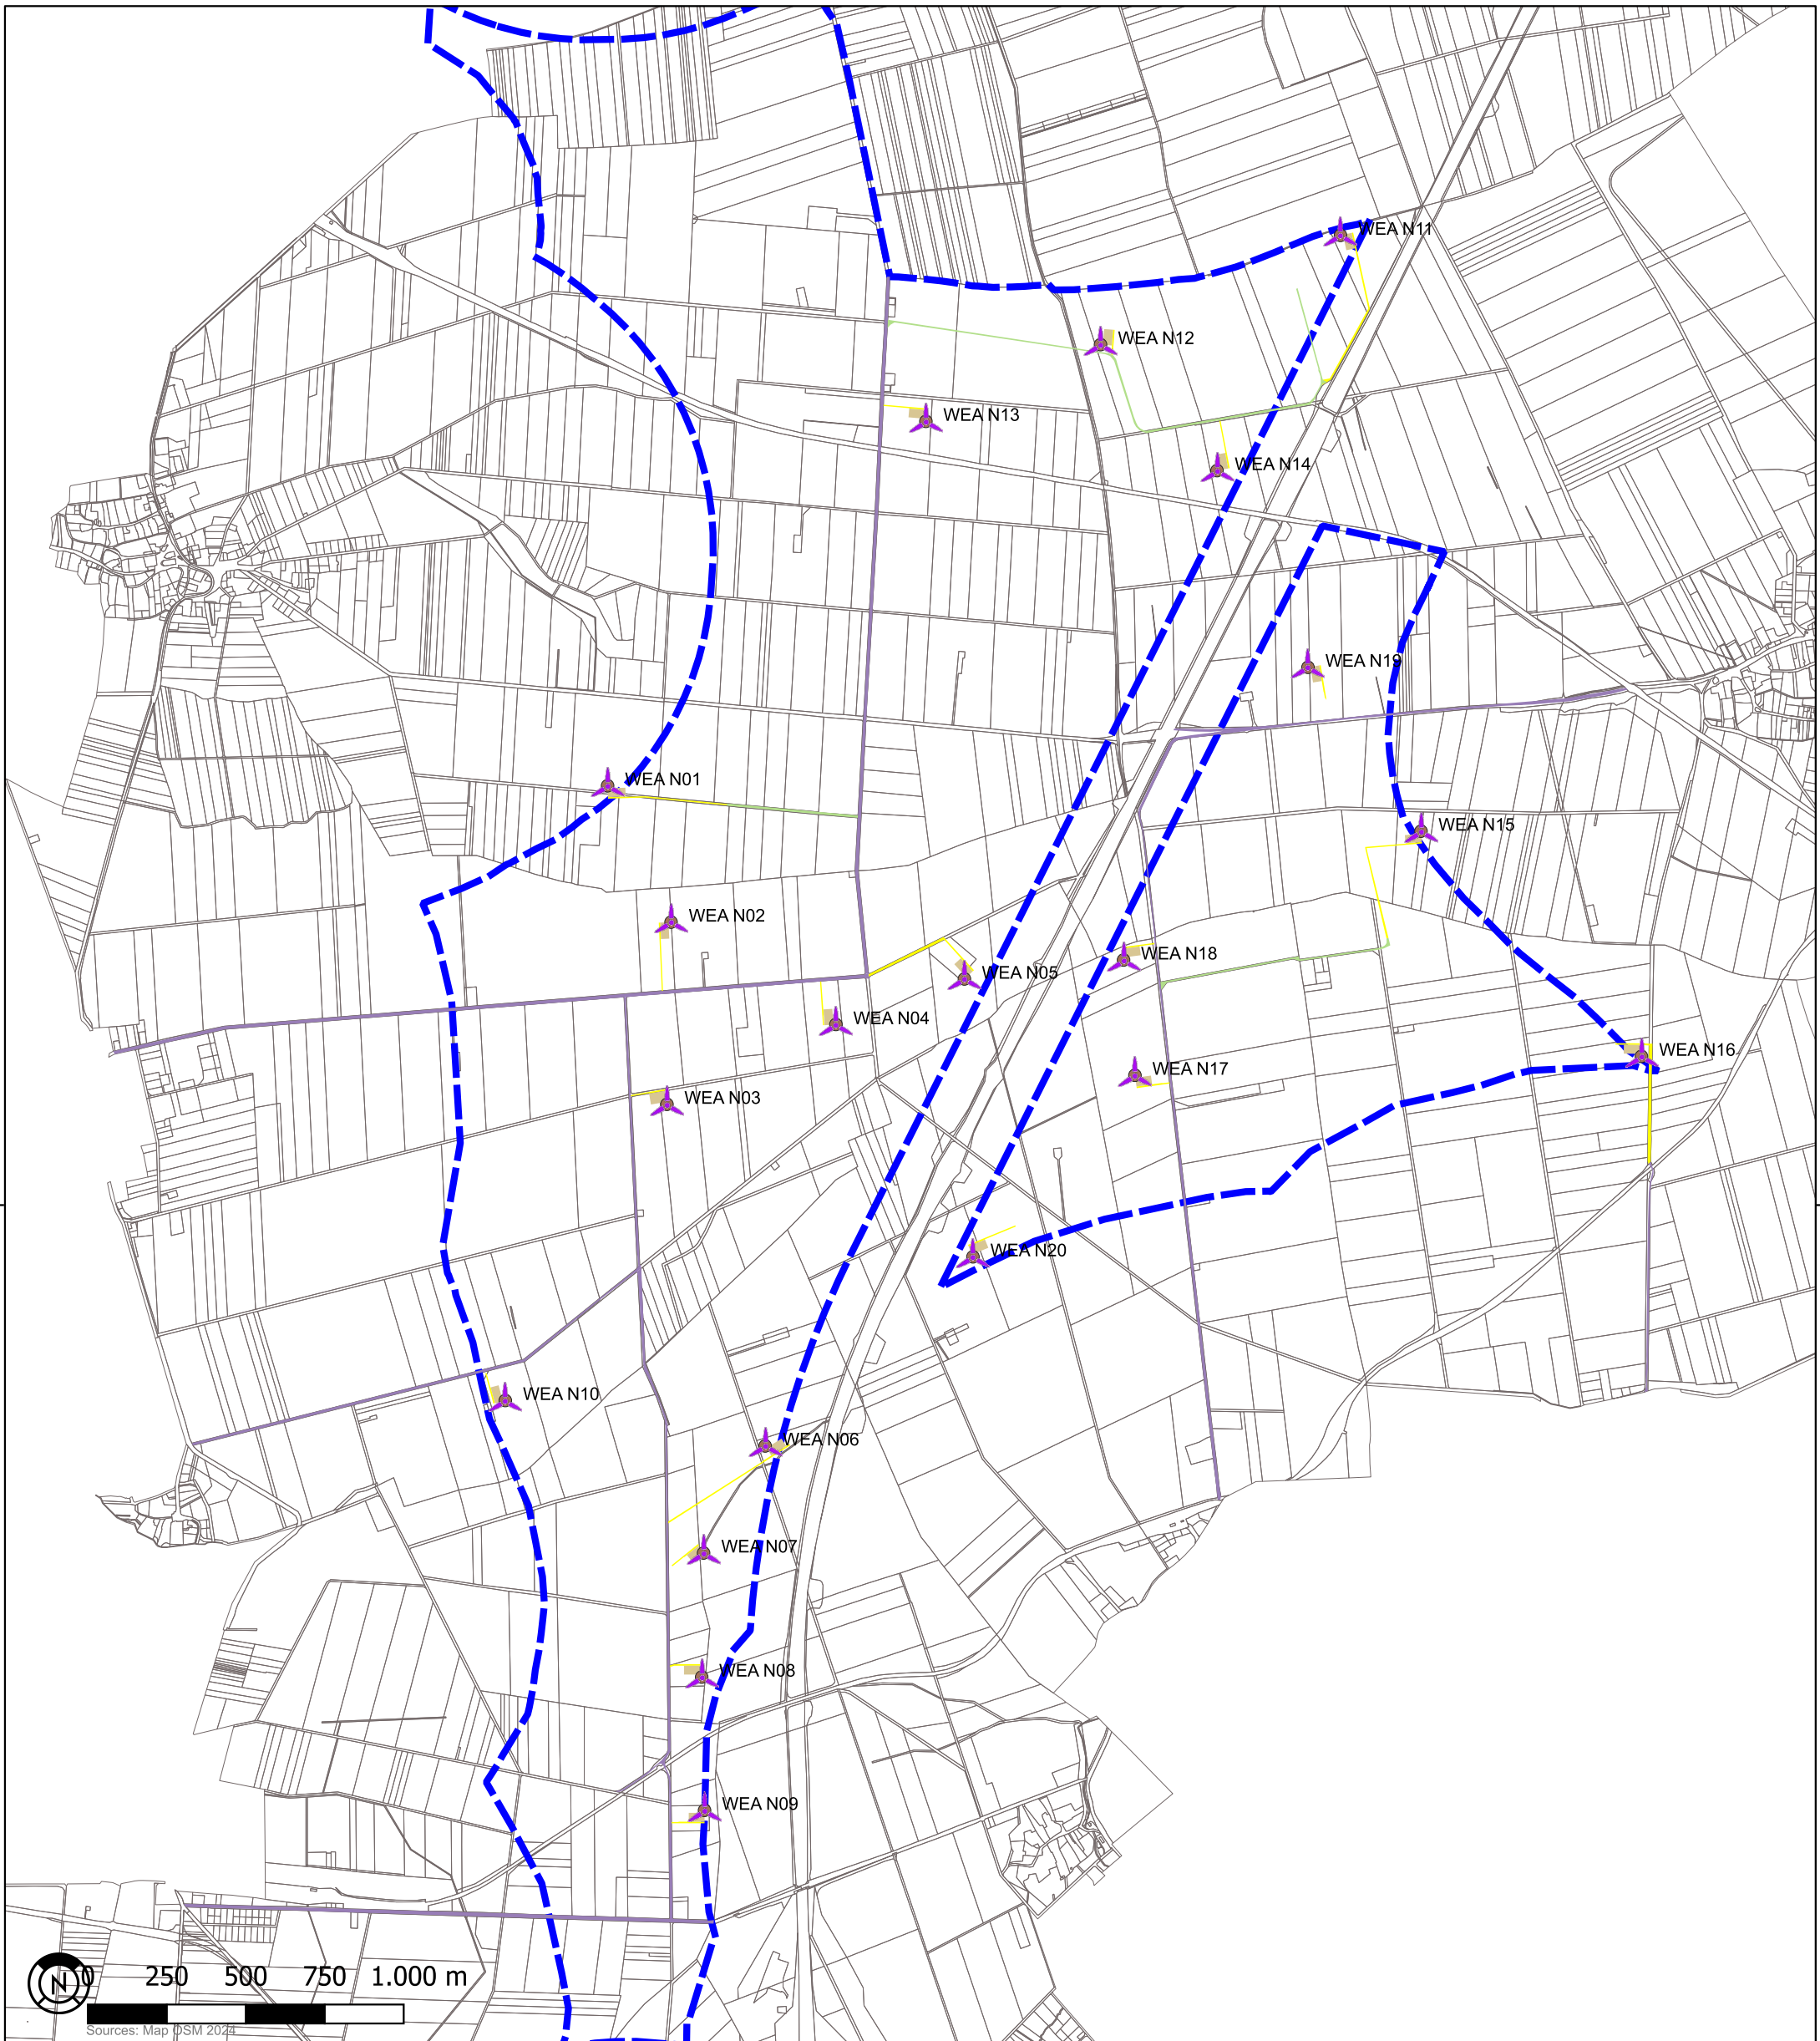 WEA N11
WEA N12
WEA N13
WEA N14
WEA N19
WEA N01
WEA N15
WEA N02
WEA N18
WEA N05
WEA N04
WEA N16
WEA N17
WEA N03
WEA N20
WEA N10
WEA N06
WEA N07
WEA N08
WEA N09
N
0 250 500 750 1.000 m
Sources: Map OSM 2024